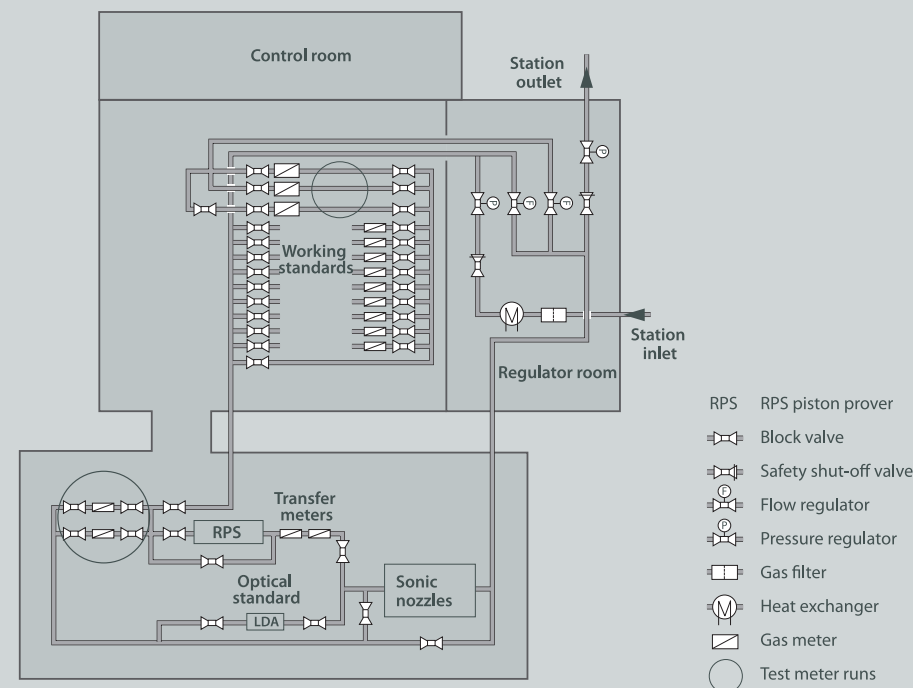 Control room
Station
outlet
P
P
F
F
Working
standards
M
Station
inlet
Regulator room
Transfer
meters
RPS
Optical
standard
LDA
Sonic
nozzles
RPS RPS piston prover
Block valve
Safety shut-off valve
F Flow regulator
P Pressure regulator
Gas filter
M Heat exchanger
Gas meter
Test meter runs